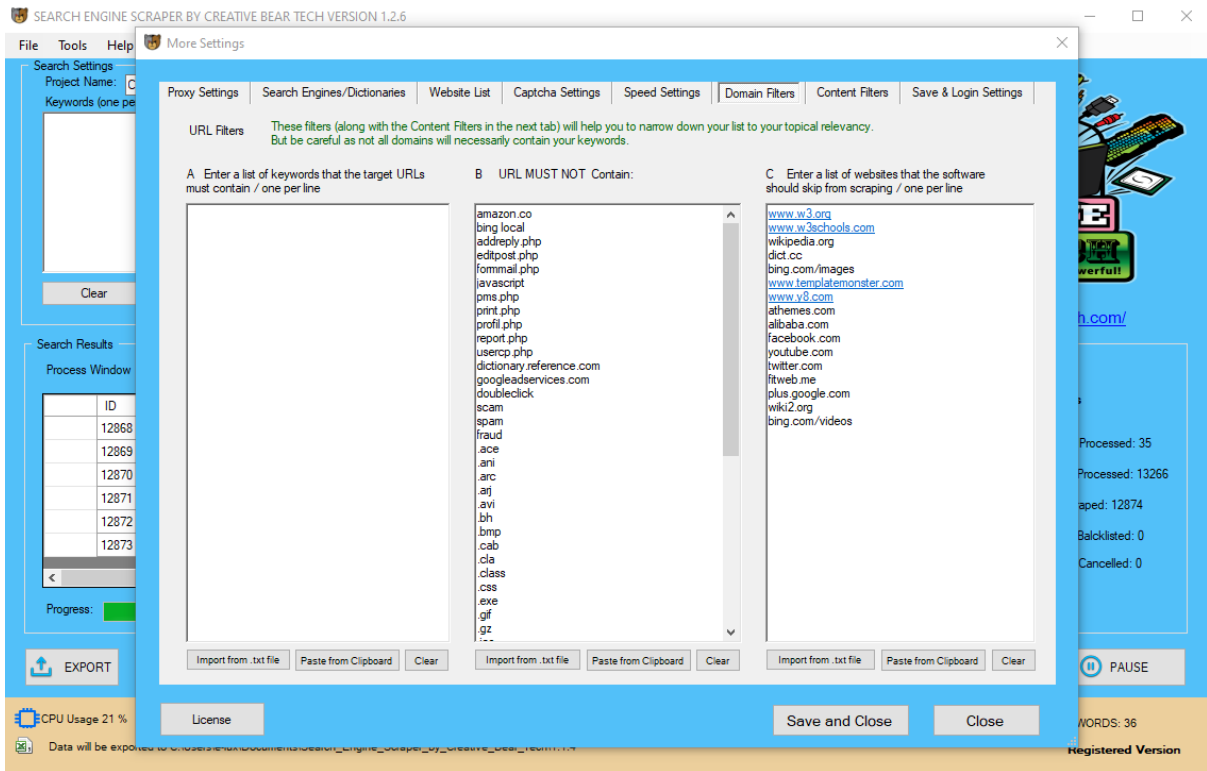 SEARCH ENGINE SCRAPER BY CREATIVE BEAR TECH VERSION 1.2.6
File Tools Help
More Settings
Search Settings
Project Name: C
Keywords (one pe
Clear
Search Results
Process Window
ID
12868
12869
12870
12871
12872
12873
Progress:
EXPORT
CPU Usage 21 %
Data will be expo
Proxy Settings Search Engines/Dictionaries Website List Captcha Settings Speed Settings Domain Filters Content Filters Save & Login Settings
URL Filters
These filters (along with the Content Filters in the next tab) will help you to narrow down your list to your topical relevancy.
But be careful as not all domains will necessarily contain your keywords.
A Enter a list of keywords that the target URLs
must contain / one per line
Import from .txt file Paste from Clipboard Clear
B URL MUST NOT Contain:
amazon.co
bing local
addreply.php
editpost.php
formmail.php
javascript
pms.php
print.php
profil.php
report.php
usercp.php
dictionary.reference.com
googleadservices.com
doubleclick
scam
spam
fraud
.ace
.ani
.arc
.arj
.avi
.bh
.bmp
.cab
.cla
.class
.css
.exe
.gif
.gz
Import from .txt file Paste from Clipboard Clear
C Enter a list of websites that the software
should skip from scraping / one per line
www.w3.org
www.w3schools.com
wikipedia.org
dict.cc
bing.com/images
www.templatemonster.com
www.y8.com
athemes.com
alibaba.com
facebook.com
youtube.com
twitter.com
fitweb.me
plus.google.com
wiki2.org
bing.com/videos
Import from .txt file Paste from Clipboard Clear
License
Save and Close
Close
E
werful!
h.com/
Processed: 35
Processed: 13266
aped: 12874
Balcklisted: 0
Cancelled: 0
PAUSE
WORDS: 36
Registered Version